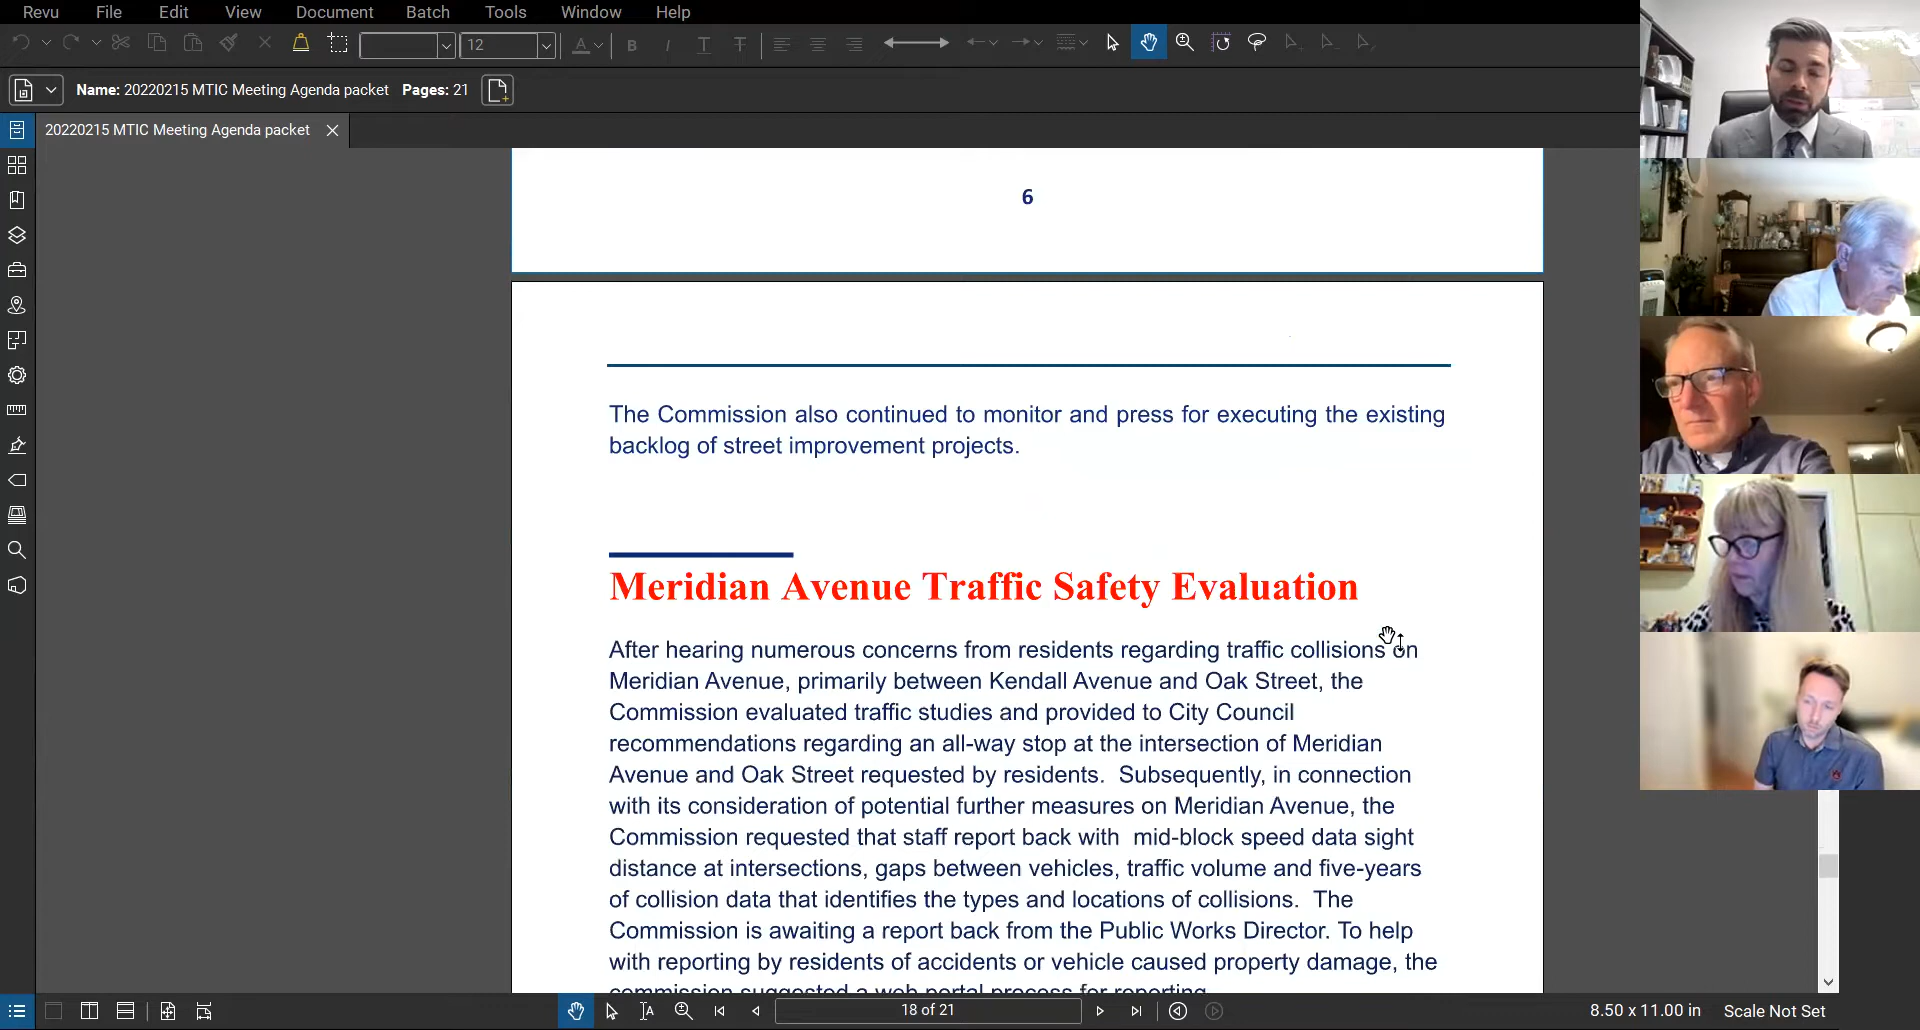 Revu File Edit View Document Batch Tools Window Help
12
Name: 20220215 MTIC Meeting Agenda packet Pages: 21
20220215 MTIC Meeting Agenda packet
6
The Commission also continued to monitor and press for executing the existing
backlog of street improvement projects.
Meridian Avenue Traffic Safety Evaluation
After hearing numerous concerns from residents regarding traffic collisions on
Meridian Avenue, primarily between Kendall Avenue and Oak Street, the
Commission evaluated traffic studies and provided to City Council
recommendations regarding an all-way stop at the intersection of Meridian
Avenue and Oak Street requested by residents. Subsequently, in connection
with its consideration of potential further measures on Meridian Avenue, the
Commission requested that staff report back with mid-block speed data sight
distance at intersections, gaps between vehicles, traffic volume and five-years
of collision data that identifies the types and locations of collisions. The
Commission is awaiting a report back from the Public Works Director. To help
with reporting by residents of accidents or vehicle caused property damage, the
commission suggested a web portal process for reporting.
18 of 21
8.50 x 11.00 in Scale Not Set